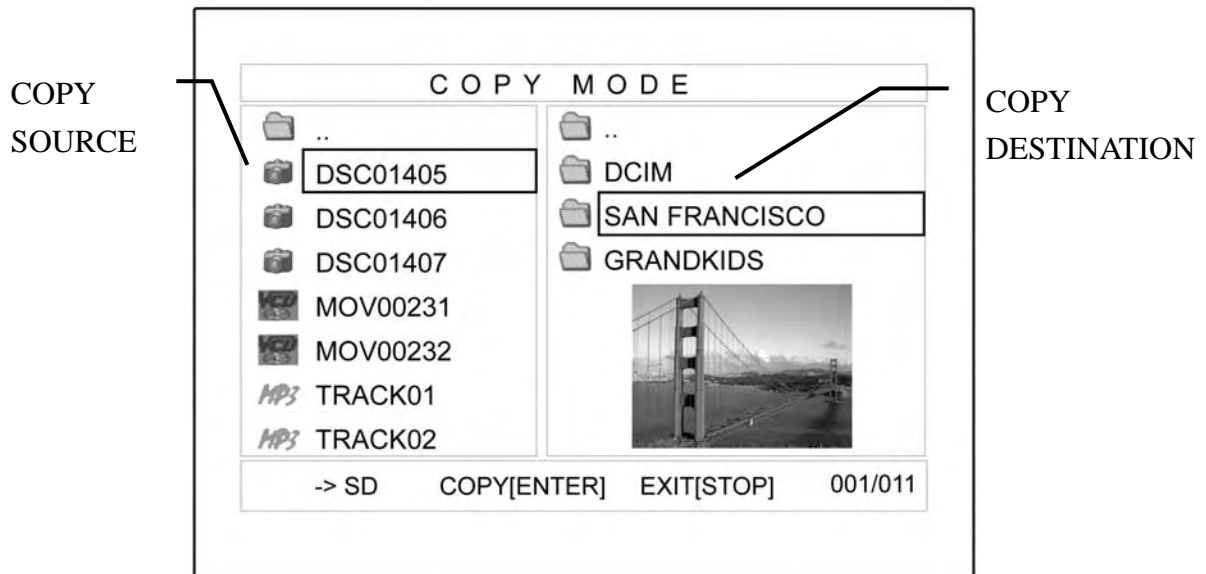 COPY
SOURCE
COPY MODE
COPY
DESTINATION
..
DSC01405
DSC01406
DSC01407
VCD MOV00231
VCD MOV00232
MP3 TRACK01
MP3 TRACK02
..
DCIM
SAN FRANCISCO
GRANDKIDS
-> SD COPY[ENTER] EXIT[STOP] 001/011